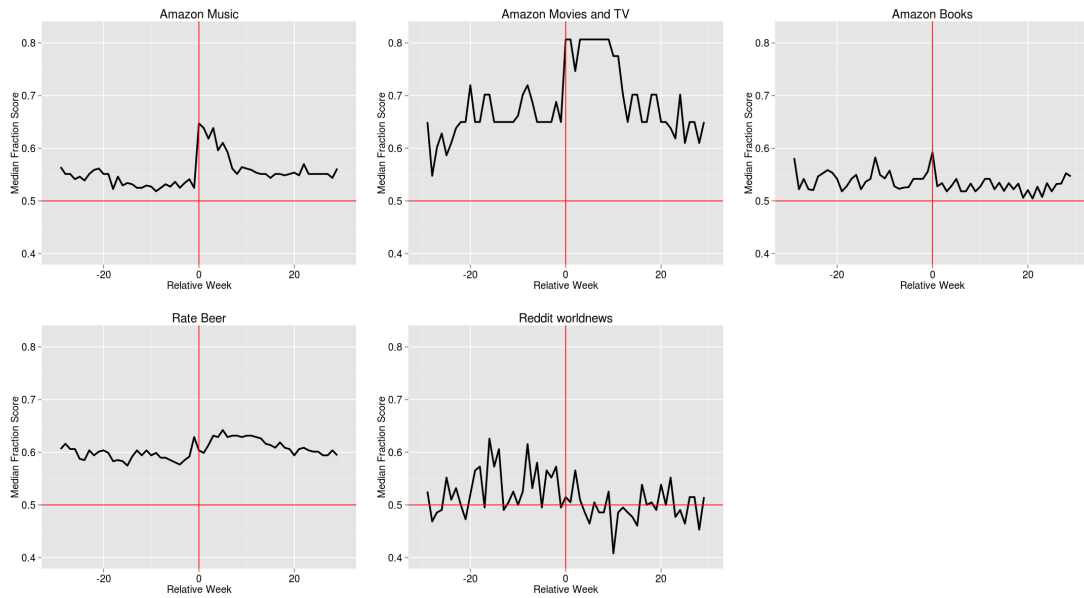 Amazon Music
Amazon Movies and TV
Amazon Books
Median Fraction Score
0.8
0.7
0.6
0.5
0.4
-20
0
20
Relative Week
Median Fraction Score
0.8
0.7
0.6
0.5
0.4
-20
0
20
Relative Week
Median Fraction Score
0.8
0.7
0.6
0.5
0.4
-20
0
20
Relative Week
Rate Beer
Reddit worldnews
Median Fraction Score
0.8
0.7
0.6
0.5
0.4
-20
0
20
Relative Week
Median Fraction Score
0.8
0.7
0.6
0.5
0.4
-20
0
20
Relative Week